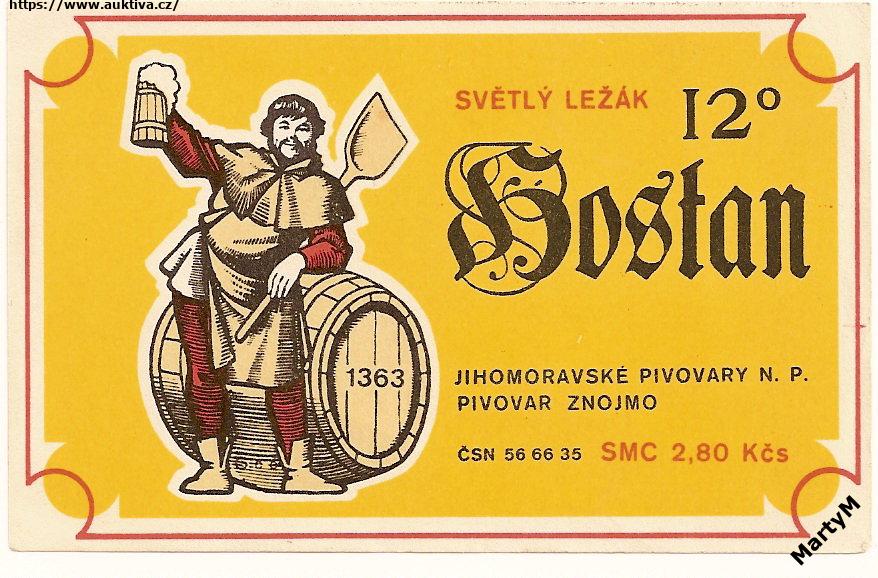 https://www.auktiva.cz/
SVĚTLÝ LEŽÁK 12º
Hostan
1363
JIHOMORAVSKÉ PIVOVARY N. P.
PIVOVAR ZNOJMO
ČSN 56 66 35 SMC 2,80 Kčs
MartyM